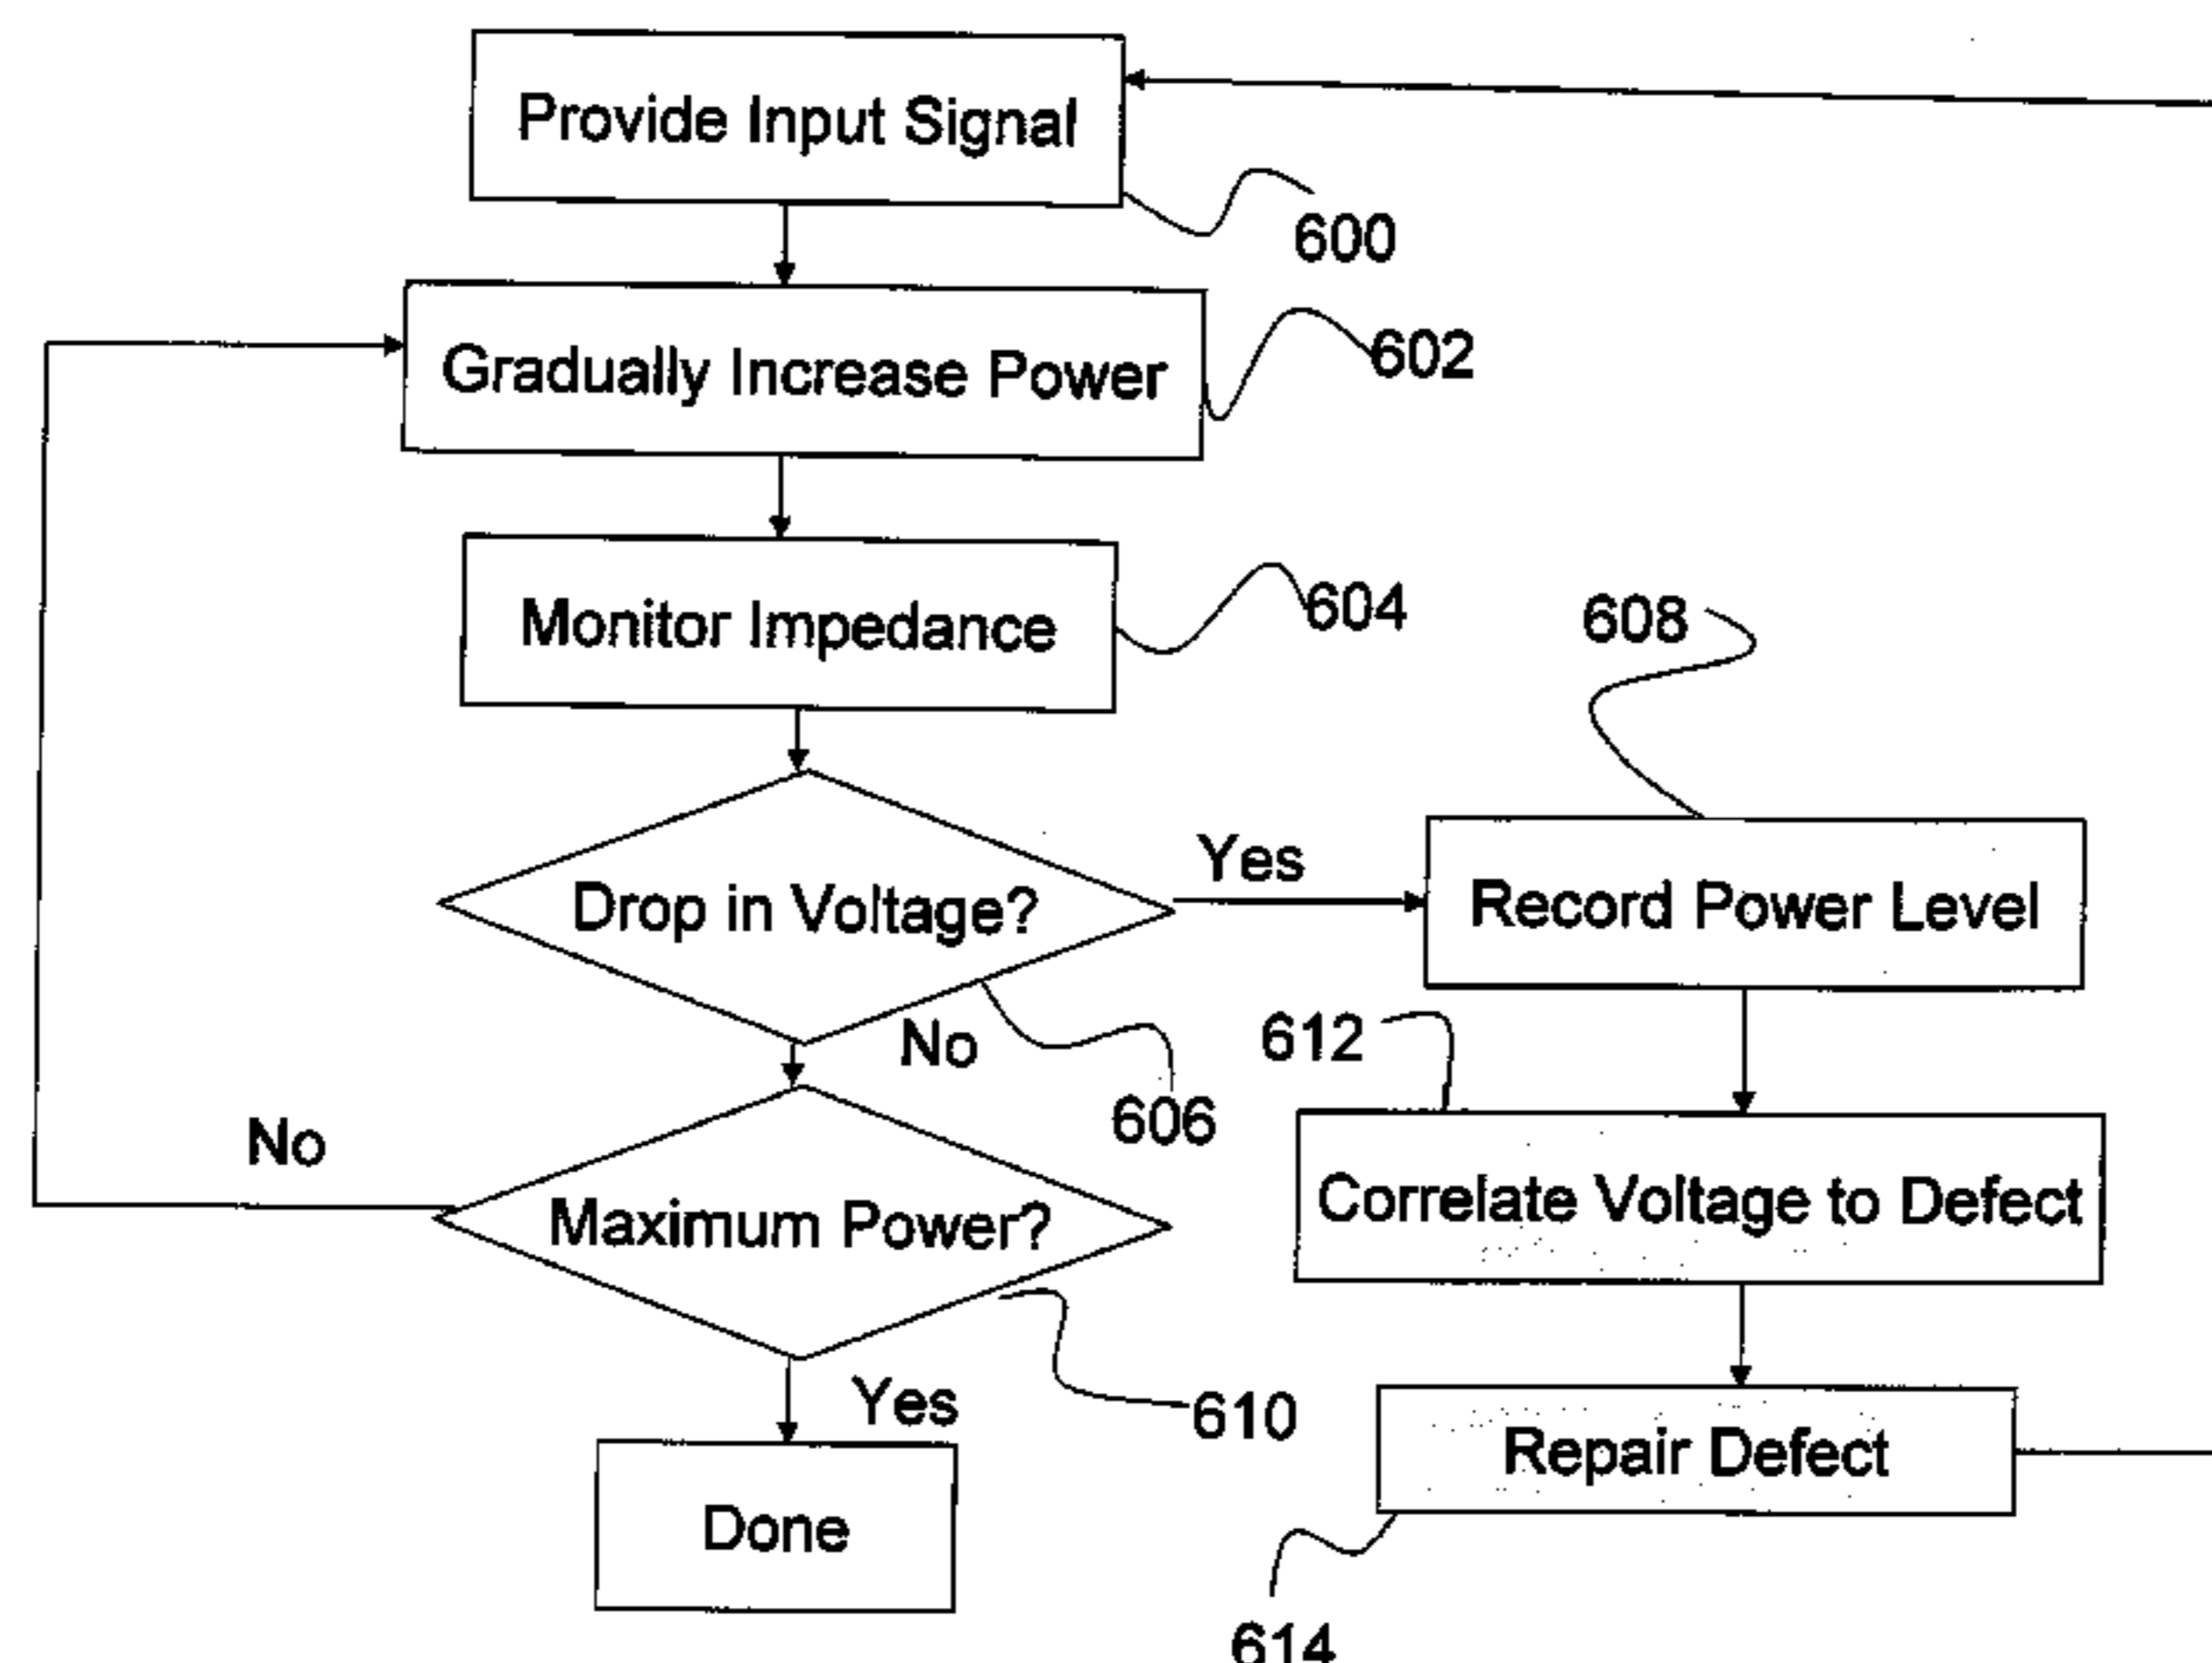 Provide Input Signal
600
Gradually Increase Power
602
Monitor Impedance
604
608
Drop in Voltage?
Yes
Record Power Level
No
606
612
Correlate Voltage to Defect
No
Maximum Power?
610
Yes
Repair Defect
614
Done